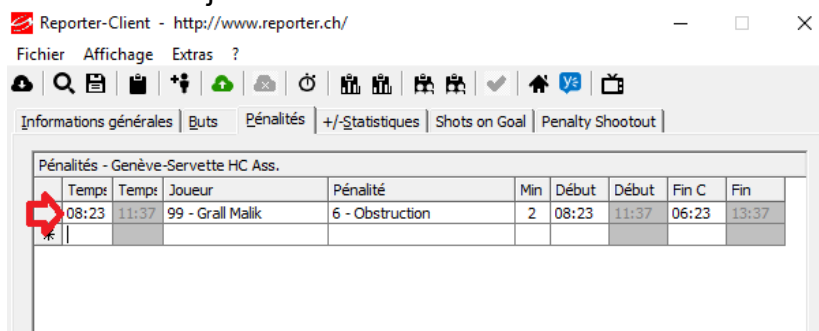 Reporter-Client - http://www.reporter.ch/
Fichier Affichage Extras ?
Informations générales Buts Pénalités +/-Statistiques Shots on Goal Penalty Shootout
Pénalités - Genève-Servette HC Ass.
Temps Temps Joueur Pénalité Min Début Début Fin C Fin
08:23 11:37 99 - Grall Malik 6 - Obstruction 2 08:23 11:37 06:23 13:37